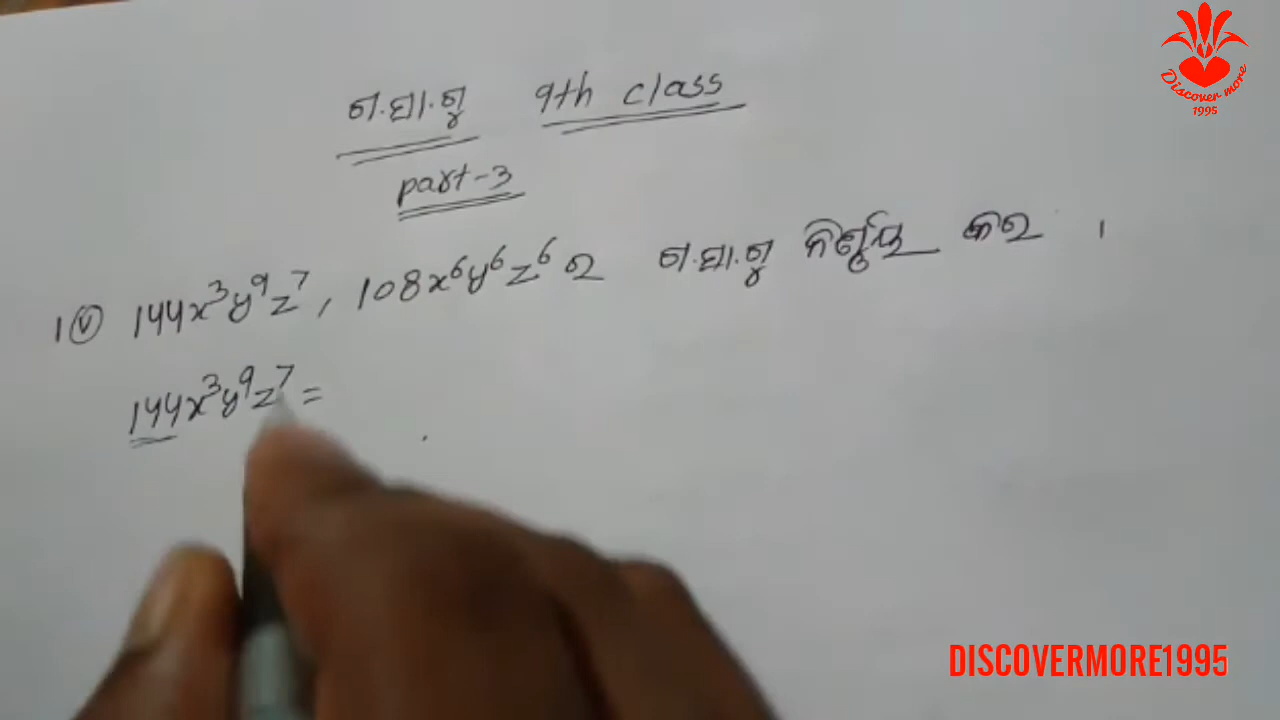 ଗ.ସା.ଗୁ 9th class
part-3
1 (v) 144x³y⁹z⁷, 108x⁶y⁶z⁶ ର ଗ.ସା.ଗୁ ନିର୍ଣ୍ଣୟ କର ।
144x³y⁹z⁷ =
Discover more
1995
DISCOVERMORE1995